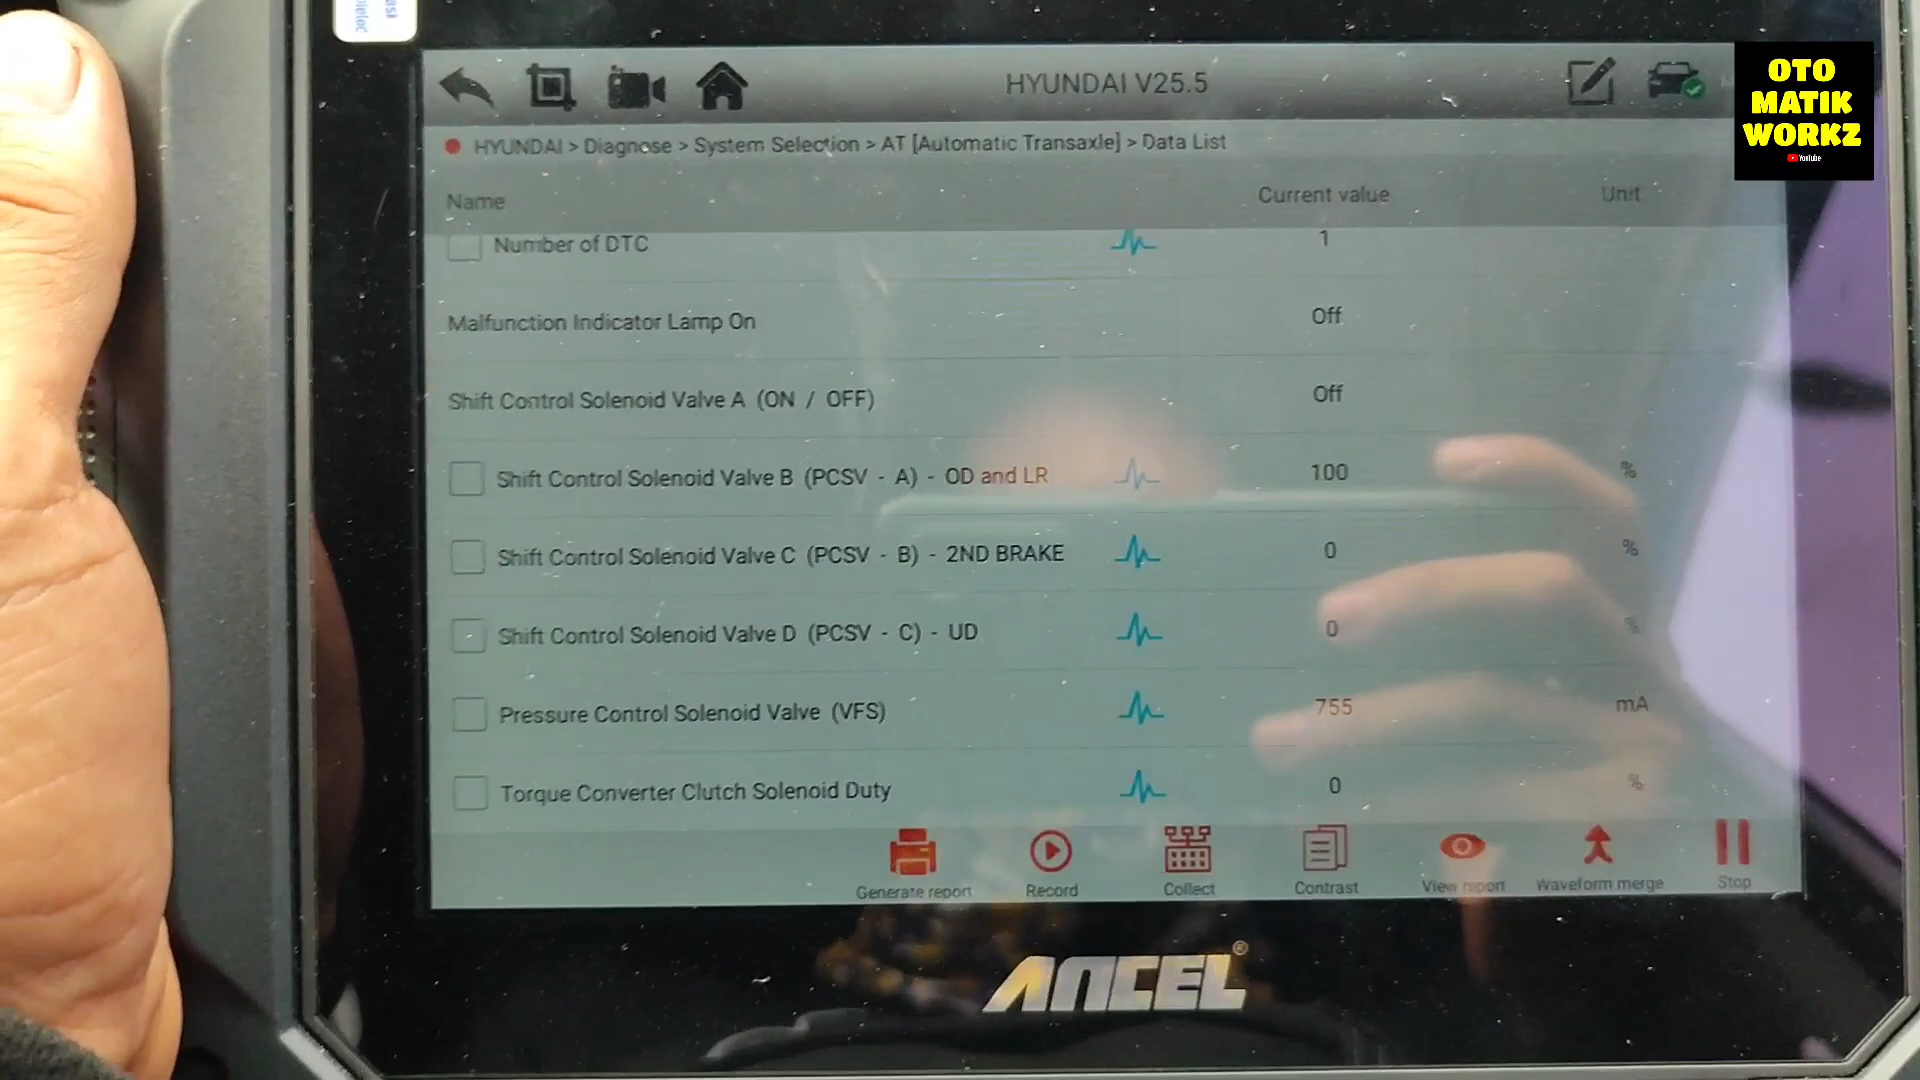 HYUNDAI V25.5
OTO
MATIK
WORKZ
YouTube
HYUNDAI > Diagnose > System Selection > AT [Automatic Transaxle] > Data List
Name Current value Unit
Number of DTC 1
Malfunction Indicator Lamp On Off
Shift Control Solenoid Valve A (ON / OFF) Off
Shift Control Solenoid Valve B (PCSV - A) - OD and LR 100 %
Shift Control Solenoid Valve C (PCSV - B) - 2ND BRAKE 0 %
Shift Control Solenoid Valve D (PCSV - C) - UD 0 %
Pressure Control Solenoid Valve (VFS) 755 mA
Torque Converter Clutch Solenoid Duty 0 %
Generate report Record Collect Contrast View report Waveform merge Stop
ANCEL®